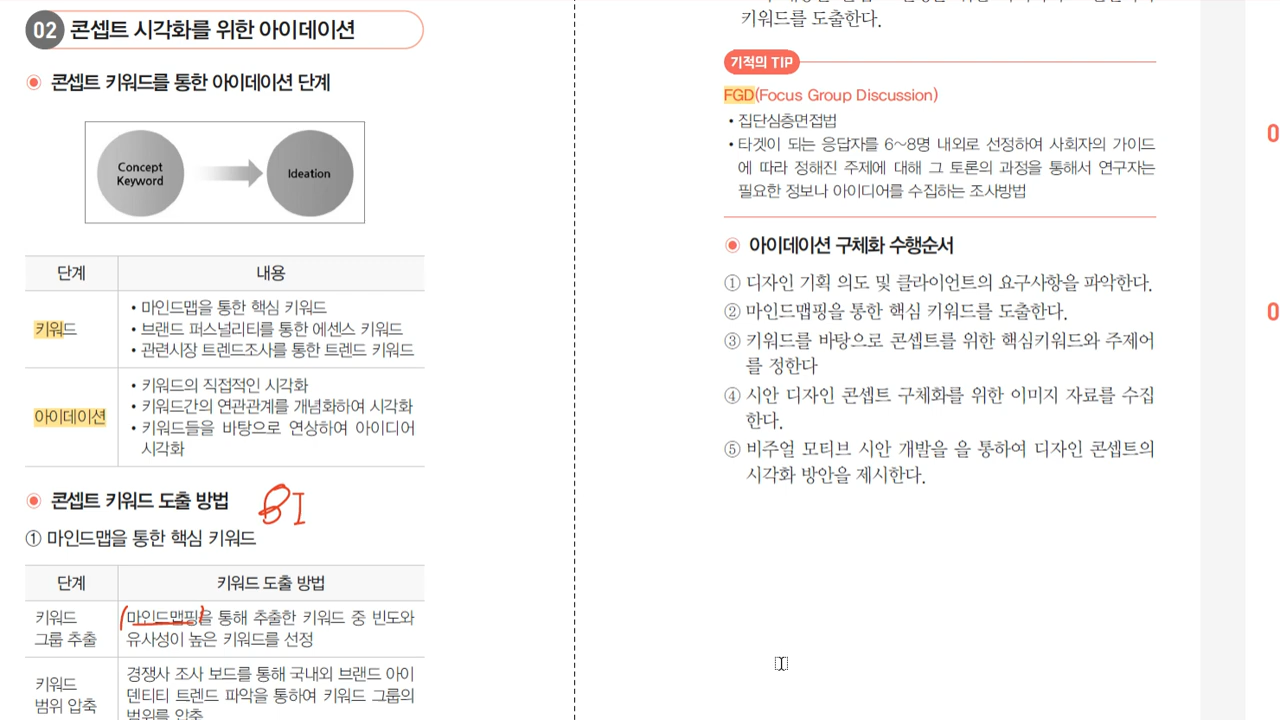 02 콘셉트 시각화를 위한 아이데이션
콘셉트 키워드를 통한 아이데이션 단계
Concept
Keyword
Ideation
단계 내용
키워드
• 마인드맵을 통한 핵심 키워드
• 브랜드 퍼스널리티를 통한 에센스 키워드
• 관련시장 트렌드조사를 통한 트렌드 키워드
아이데이션
• 키워드의 직접적인 시각화
• 키워드간의 연관관계를 개념화하여 시각화
• 키워드들을 바탕으로 연상하여 아이디어
시각화
콘셉트 키워드 도출 방법 BI
① 마인드맵을 통한 핵심 키워드
단계 키워드 도출 방법
키워드
그룹 추출
마인드맵핑을 통해 추출한 키워드 중 빈도와
유사성이 높은 키워드를 선정
키워드
범위 압축
경쟁사 조사 보드를 통해 국내외 브랜드 아이
덴티티 트렌드 파악을 통하여 키워드 그룹의
범위를 압축
키워드를 도출한다.
기적의 TIP
FGD(Focus Group Discussion)
• 집단심층면접법
• 타겟이 되는 응답자를 6~8명 내외로 선정하여 사회자의 가이드
에 따라 정해진 주제에 대해 그 토론의 과정을 통해서 연구자는
필요한 정보나 아이디어를 수집하는 조사방법
아이데이션 구체화 수행순서
① 디자인 기획 의도 및 클라이언트의 요구사항을 파악한다.
② 마인드맵핑을 통한 핵심 키워드를 도출한다.
③ 키워드를 바탕으로 콘셉트를 위한 핵심키워드와 주제어
를 정한다
④ 시안 디자인 콘셉트 구체화를 위한 이미지 자료를 수집
한다.
⑤ 비주얼 모티브 시안 개발을 을 통하여 디자인 콘셉트의
시각화 방안을 제시한다.
0
0